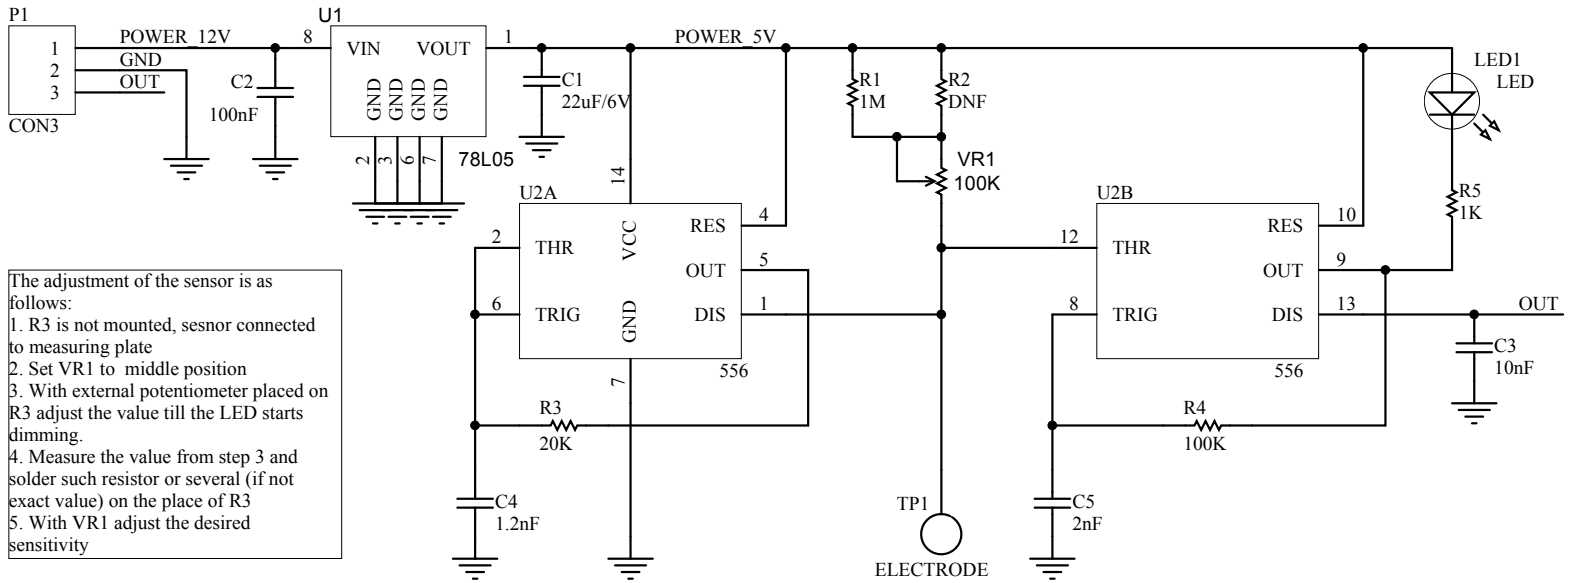 P1
1
2
3
CON3
POWER_12V
GND
OUT
C2
100nF
8
U1
VIN
VOUT
GND
GND
GND
GND
2
3
6
7
78L05
1
C1
22uF/6V
POWER_5V
R1
1M
R2
DNF
VR1
100K
LED1
LED
R5
1K
14
U2A
2
THR
6
TRIG
VCC
GND
RES
4
OUT
5
DIS
1
556
7
R3
20K
C4
1.2nF
TP1
ELECTRODE
U2B
12
THR
8
TRIG
RES
10
OUT
9
DIS
13
556
OUT
C3
10nF
R4
100K
C5
2nF
The adjustment of the sensor is as
follows:
1. R3 is not mounted, sesnor connected
to measuring plate
2. Set VR1 to middle position
3. With external potentiometer placed on
R3 adjust the value till the LED starts
dimming.
4. Measure the value from step 3 and
solder such resistor or several (if not
exact value) on the place of R3
5. With VR1 adjust the desired
sensitivity